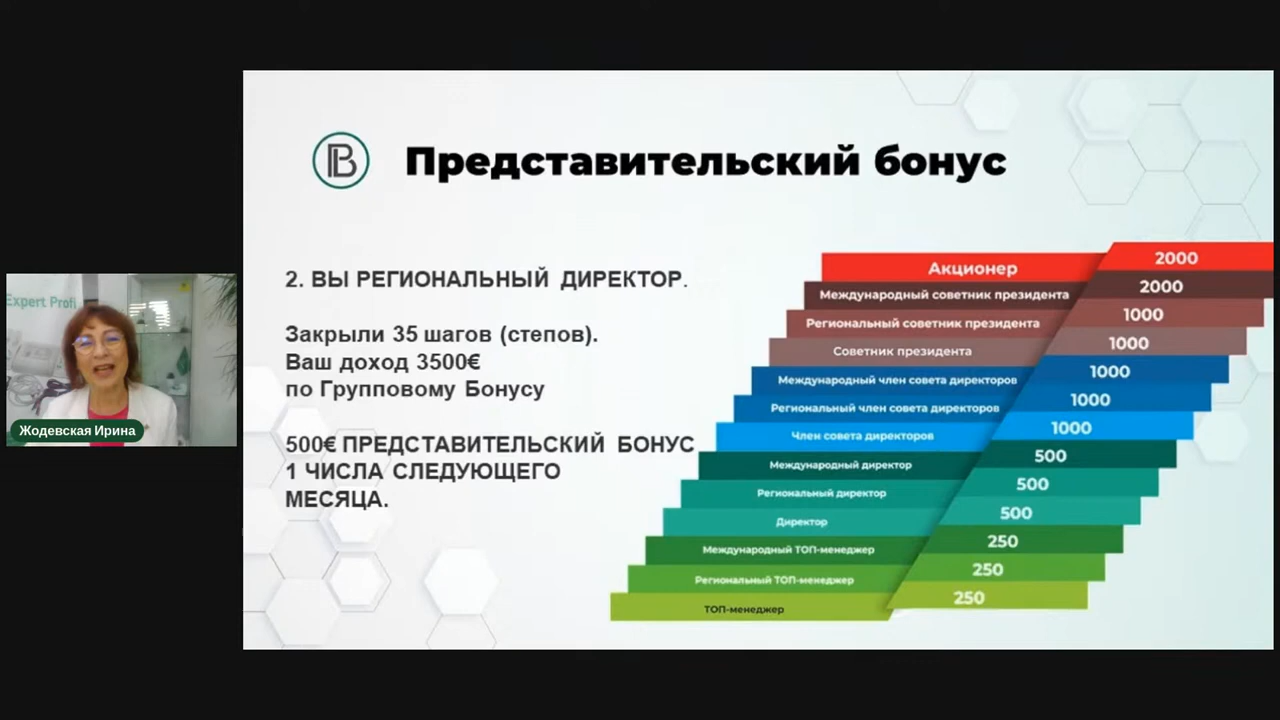 Представительский бонус
2. ВЫ РЕГИОНАЛЬНЫЙ ДИРЕКТОР.
Закрыли 35 шагов (степов).
Ваш доход 3500€
по Групповому Бонусу
500€ ПРЕДСТАВИТЕЛЬСКИЙ БОНУС
1 ЧИСЛА СЛЕДУЮЩЕГО
МЕСЯЦА.
Акционер 2000
Международный советник президента 2000
Региональный советник президента 1000
Советник президента 1000
Международный член совета директоров 1000
Региональный член совета директоров 1000
Член совета директоров 1000
Международный директор 500
Региональный директор 500
Директор 500
Международный ТОП-менеджер 250
Региональный ТОП-менеджер 250
ТОП-менеджер 250
Expert Profi
Жодевская Ирина